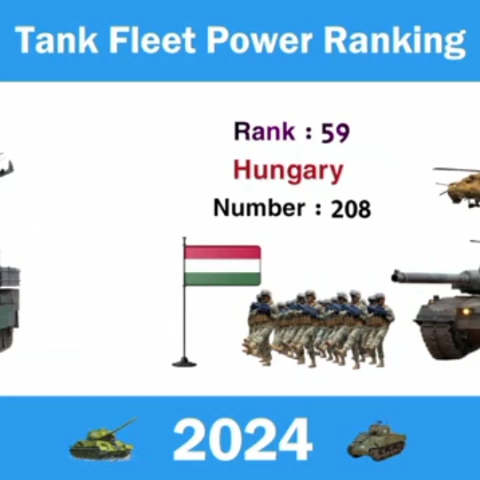 Tank Fleet Power Ranking
Rank : 59
Hungary
Number : 208
2024